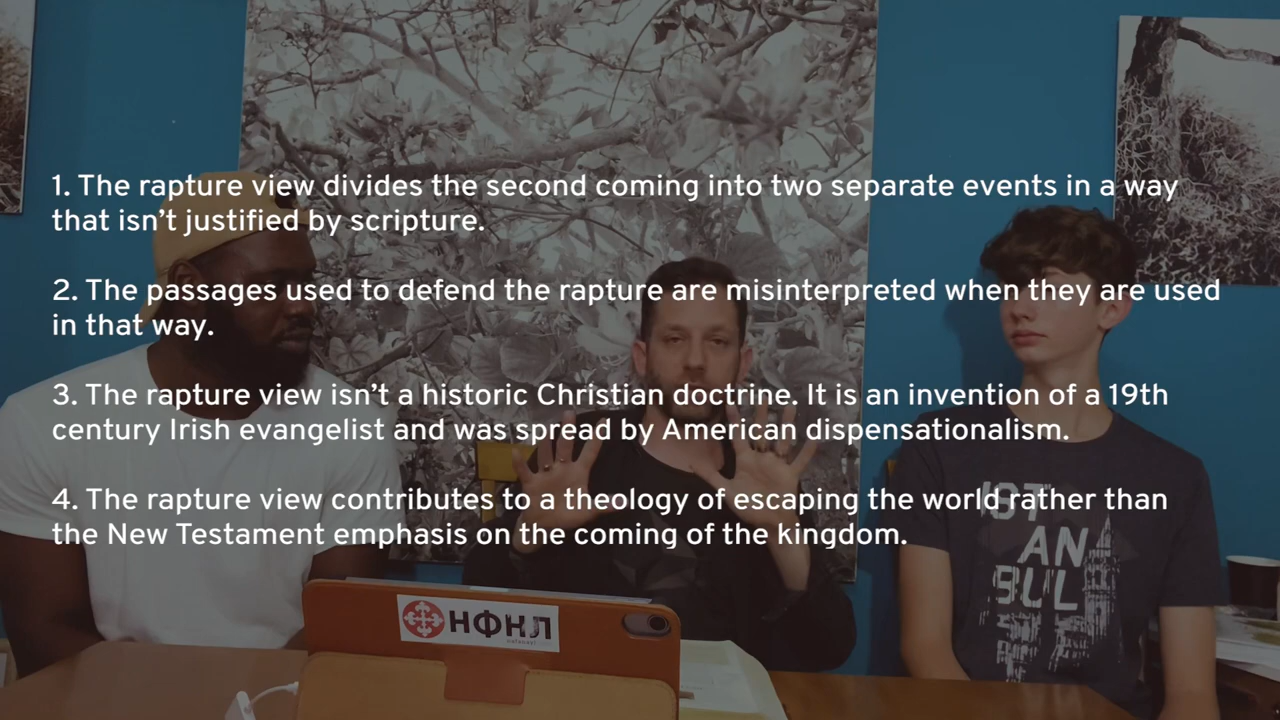 1. The rapture view divides the second coming into two separate events in a way
that isn't justified by scripture.
2. The passages used to defend the rapture are misinterpreted when they are used
in that way.
3. The rapture view isn't a historic Christian doctrine. It is an invention of a 19th
century Irish evangelist and was spread by American dispensationalism.
4. The rapture view contributes to a theology of escaping the world rather than
the New Testament emphasis on the coming of the kingdom.
IST
AN
BUL
НФНЛ